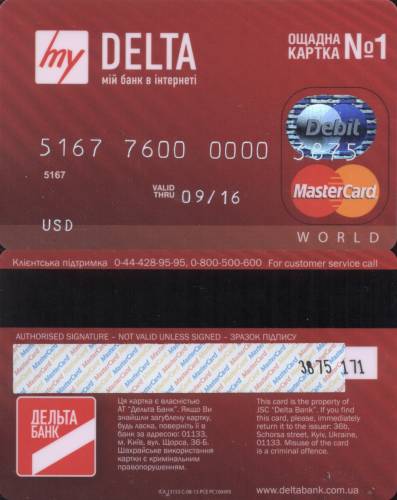 my DELTA
мій банк в інтернеті
ОЩАДНА
КАРТКА №1
Debit
5167 7600 0000 3875
5167
VALID
THRU 09/16
USD
MasterCard
WORLD
Клієнтська підтримка 0-44-428-95-95, 0-800-500-600 For customer service call
AUTHORISED SIGNATURE – NOT VALID UNLESS SIGNED – ЗРАЗОК ПІДПИСУ
MasterCard
3875 171
ДЕЛЬТА
БАНК
Ця картка є власністю
АТ "Дельта Банк". Якщо Ви
знайшли загублену картку,
будь ласка, поверніть її в
банк за адресою: 01133,
м. Київ, вул. Щорса, 36-Б.
Шахрайське використання
картки є кримінальним
правопорушенням.
This card is the property of
JSC "Delta Bank". If you find
this card, please, immediately
return it to the issuer: 36b,
Schorsa street, Kyiv, Ukraine,
01133. Misuse of the card is
a criminal offence.
www.deltabank.com.ua